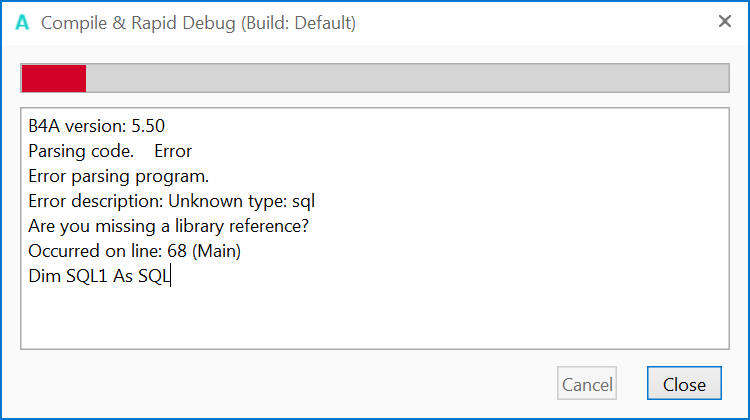 A Compile & Rapid Debug (Build: Default)
B4A version: 5.50
Parsing code. Error
Error parsing program.
Error description: Unknown type: sql
Are you missing a library reference?
Occurred on line: 68 (Main)
Dim SQL1 As SQL
Cancel Close